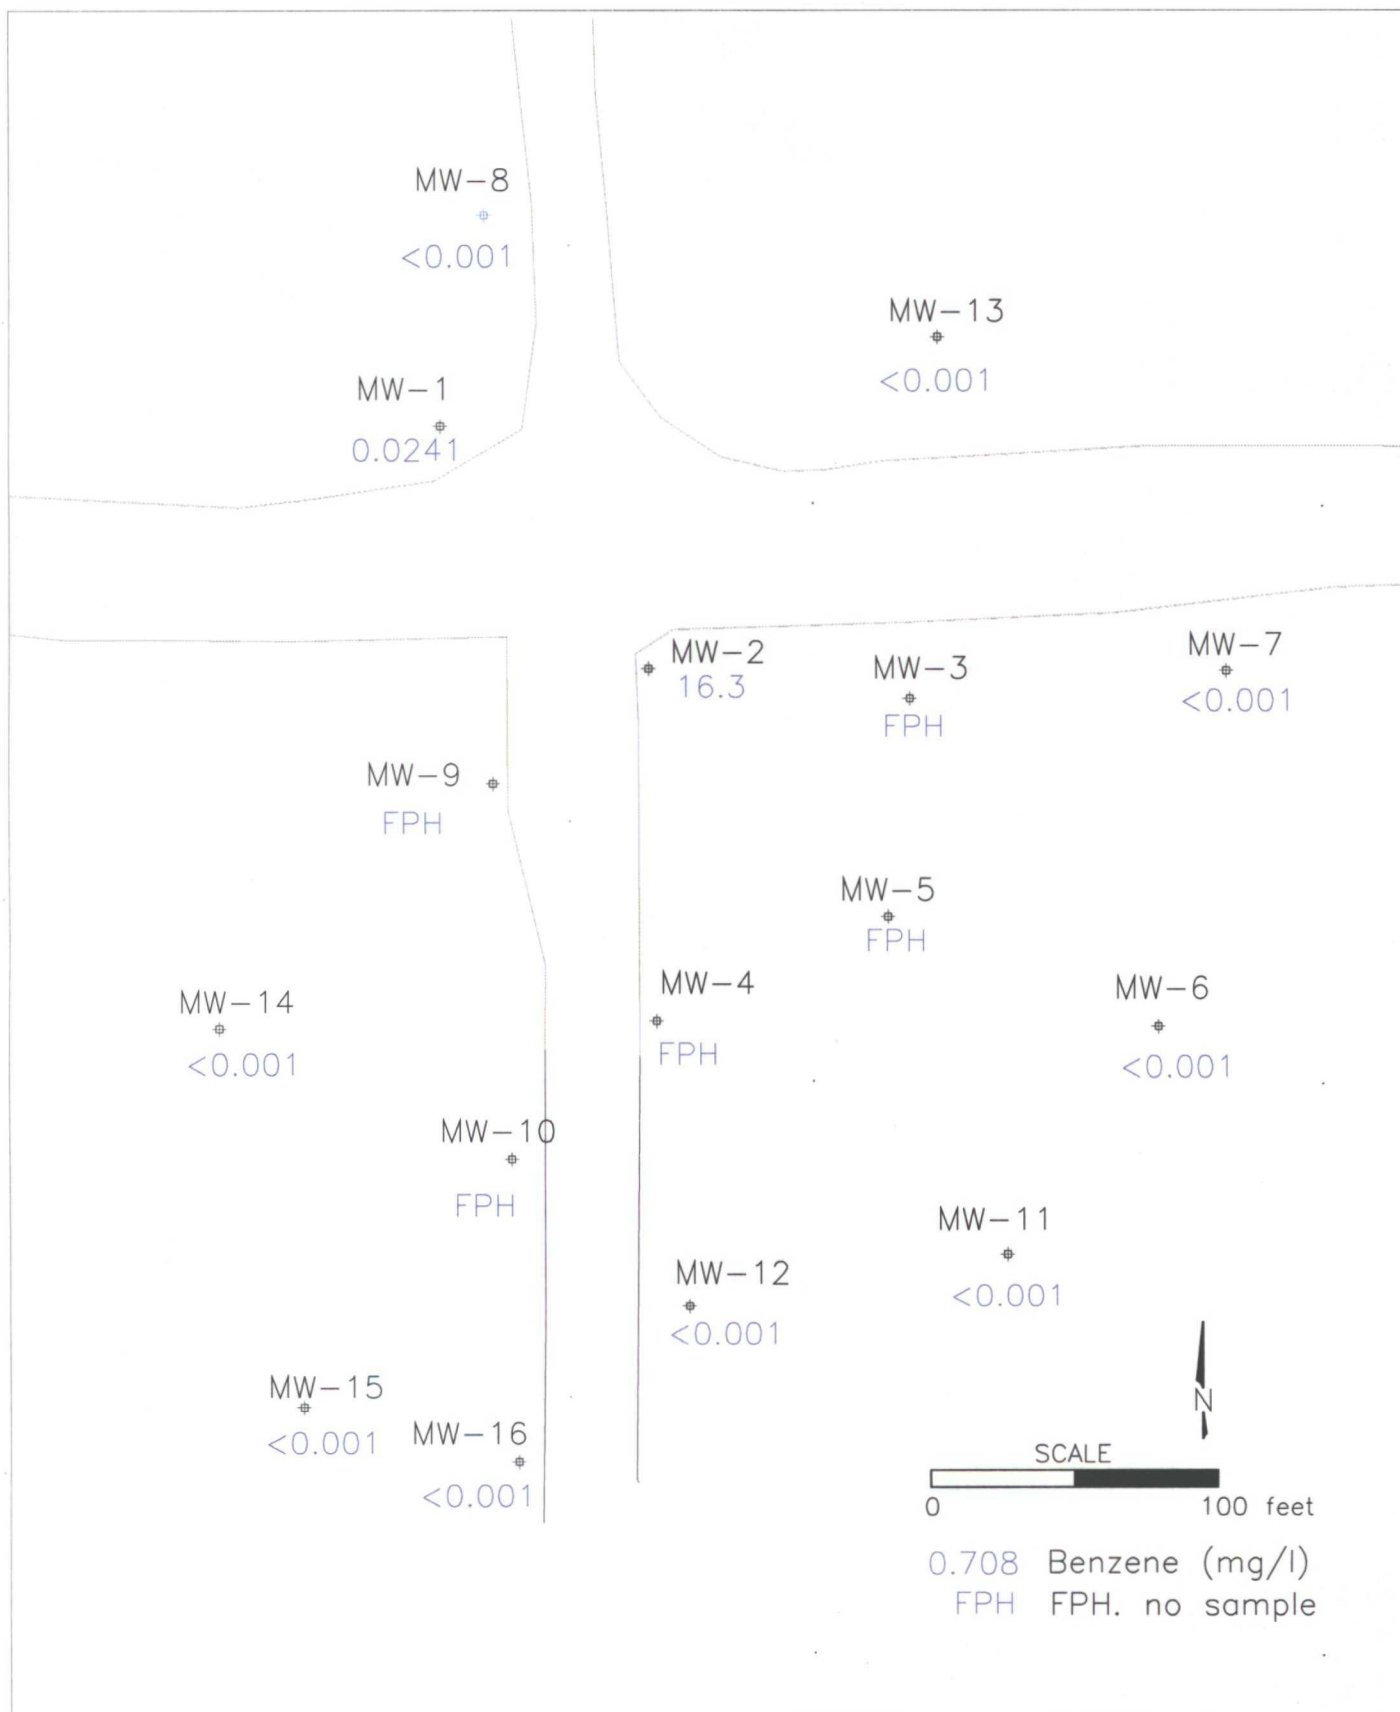 MW-8
<0.001
MW-13
<0.001
MW-1
0.0241
MW-2
16.3
MW-3
FPH
MW-7
<0.001
MW-9
FPH
MW-5
FPH
MW-4
FPH
MW-6
<0.001
MW-14
<0.001
MW-10
FPH
MW-11
<0.001
MW-12
<0.001
MW-15
<0.001
MW-16
<0.001
N
SCALE
0 100 feet
0.708 Benzene (mg/l)
FPH FPH. no sample